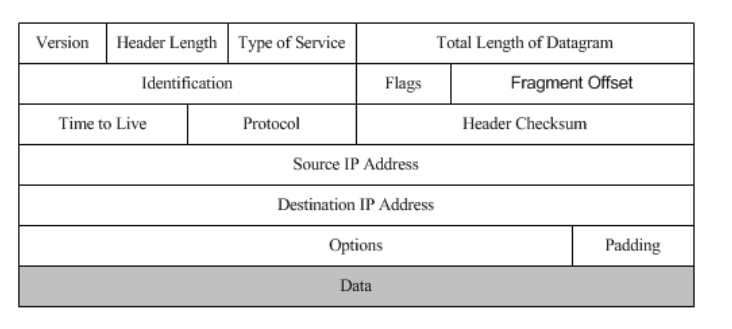 Version Header Length Type of Service Total Length of Datagram
Identification Flags Fragment Offset
Time to Live Protocol Header Checksum
Source IP Address
Destination IP Address
Options Padding
Data